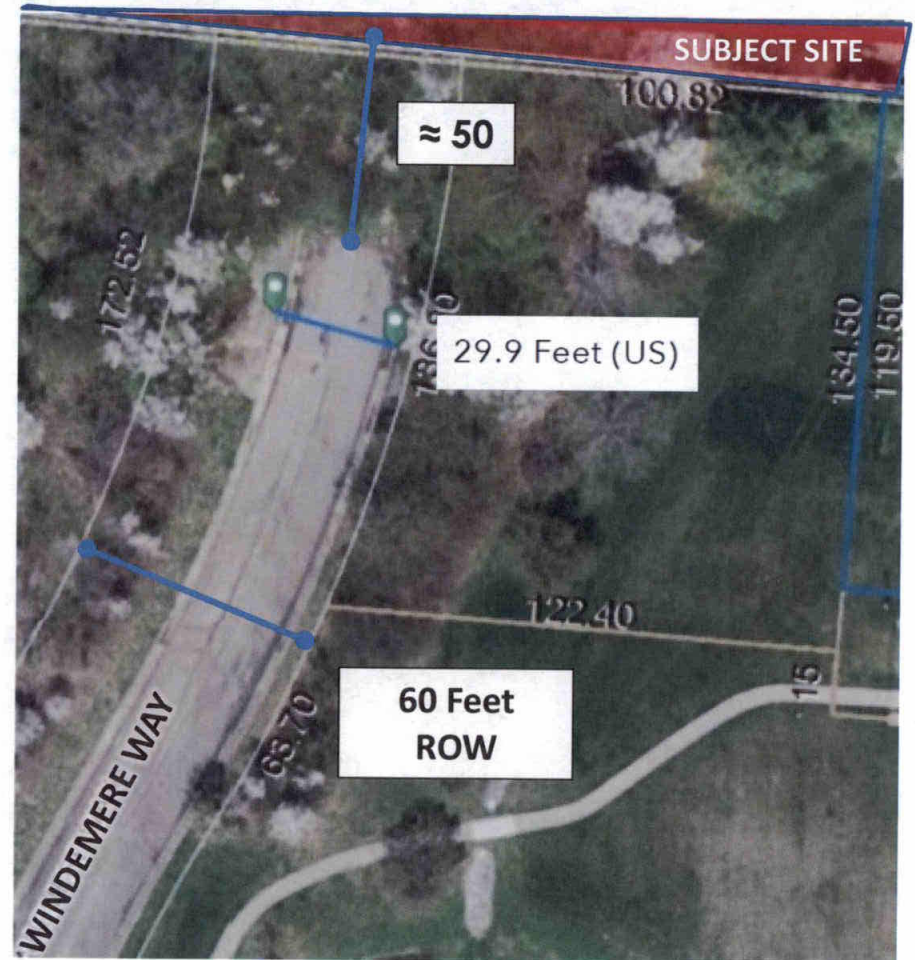 SUBJECT SITE
100.82
≈ 50
172.52
29.9 Feet (US)
134.50
119.50
122.40
15
60 Feet
ROW
63.70
WINDEMERE WAY